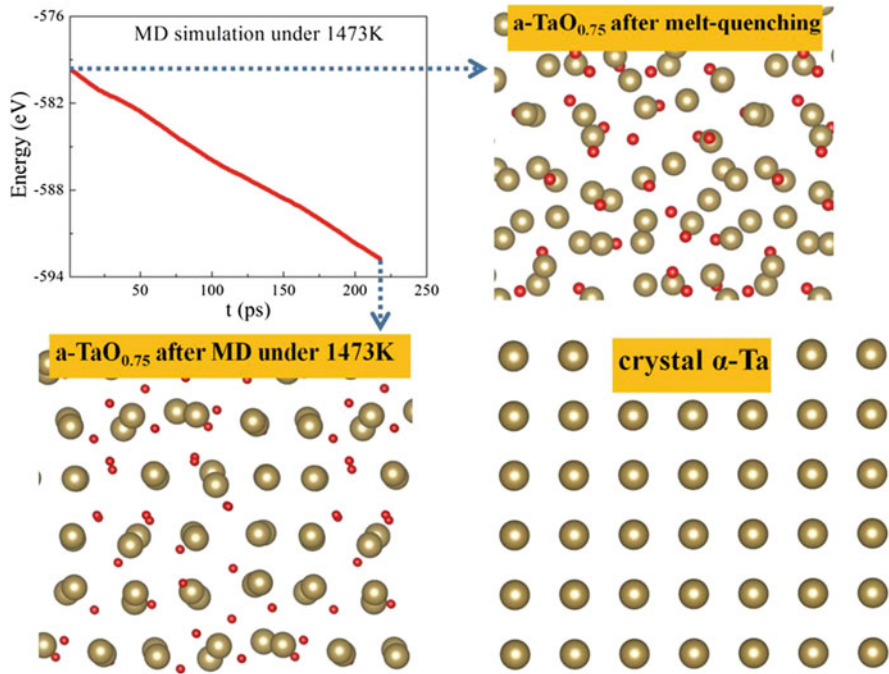 -576
-582
-588
-594
Energy (eV)
MD simulation under 1473K
50
100
150
200
250
t (ps)
a-TaO0.75 after melt-quenching
a-TaO0.75 after MD under 1473K
crystal α-Ta